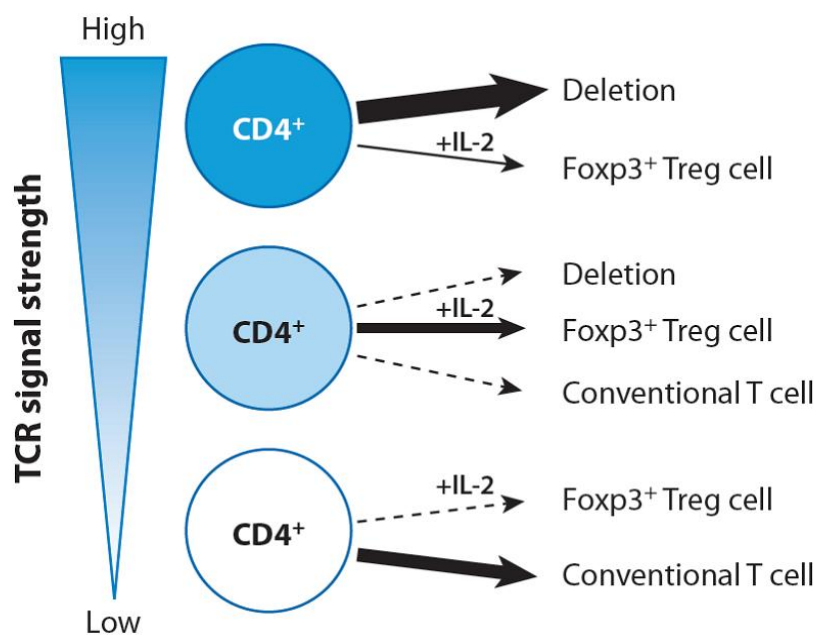 High
TCR signal strength
Low
CD4⁺
Deletion
+IL-2
Foxp3⁺ Treg cell
CD4⁺
Deletion
+IL-2
Foxp3⁺ Treg cell
Conventional T cell
CD4⁺
+IL-2
Foxp3⁺ Treg cell
Conventional T cell